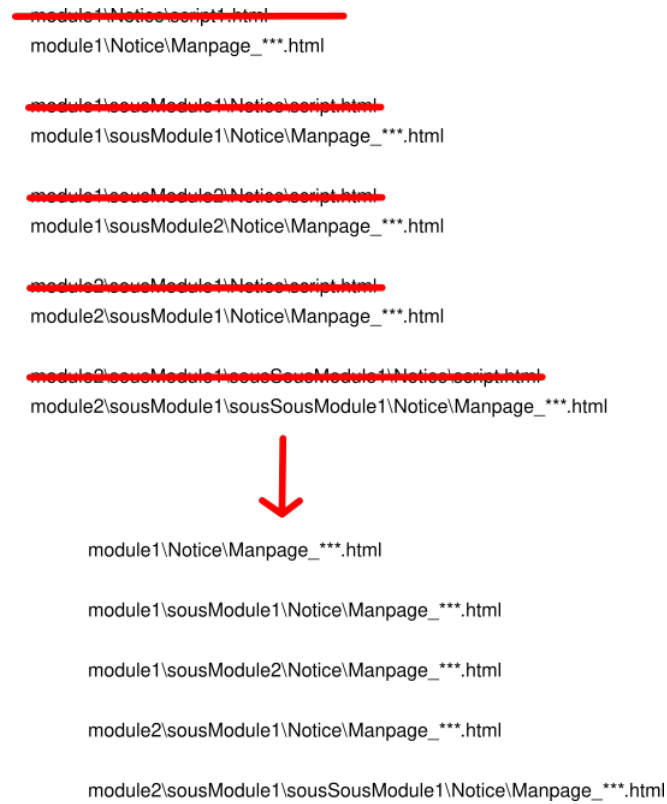 module1\Notice\script1.html
module1\Notice\Manpage_***.html
module1\sousModule1\Notice\script.html
module1\sousModule1\Notice\Manpage_***.html
module1\sousModule2\Notice\script.html
module1\sousModule2\Notice\Manpage_***.html
module2\sousModule1\Notice\script.html
module2\sousModule1\Notice\Manpage_***.html
module2\sousModule1\sousSousModule1\Notice\script.html
module2\sousModule1\sousSousModule1\Notice\Manpage_***.html
module1\Notice\Manpage_***.html
module1\sousModule1\Notice\Manpage_***.html
module1\sousModule2\Notice\Manpage_***.html
module2\sousModule1\Notice\Manpage_***.html
module2\sousModule1\sousSousModule1\Notice\Manpage_***.html